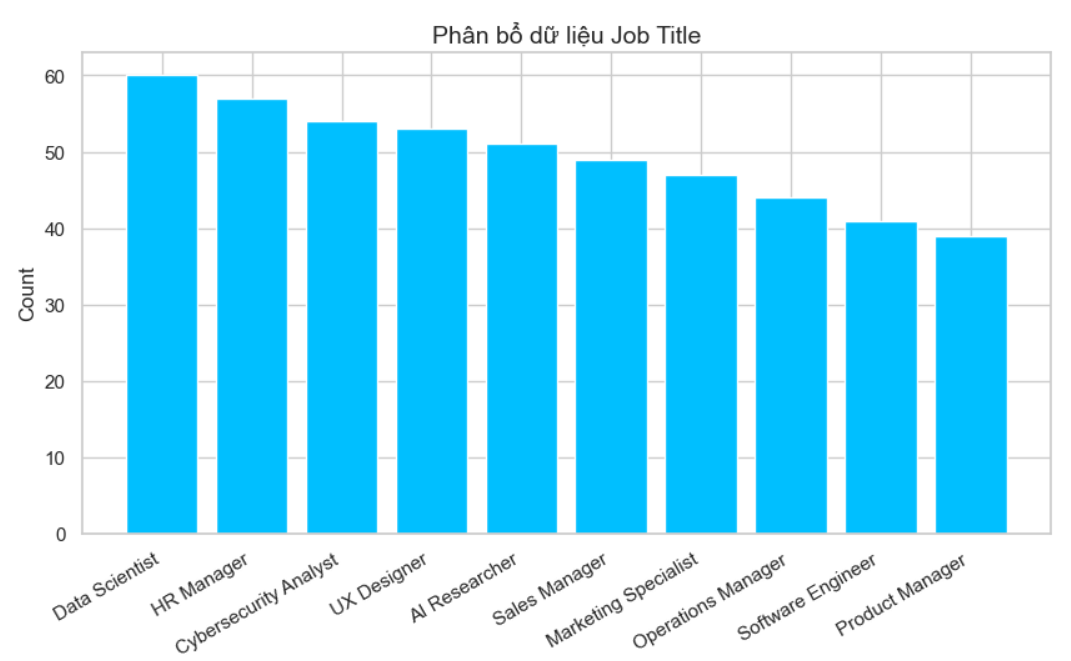 Phân bổ dữ liệu Job Title
Count
60
50
40
30
20
10
0
Data Scientist
HR Manager
Cybersecurity Analyst
UX Designer
AI Researcher
Sales Manager
Marketing Specialist
Operations Manager
Software Engineer
Product Manager